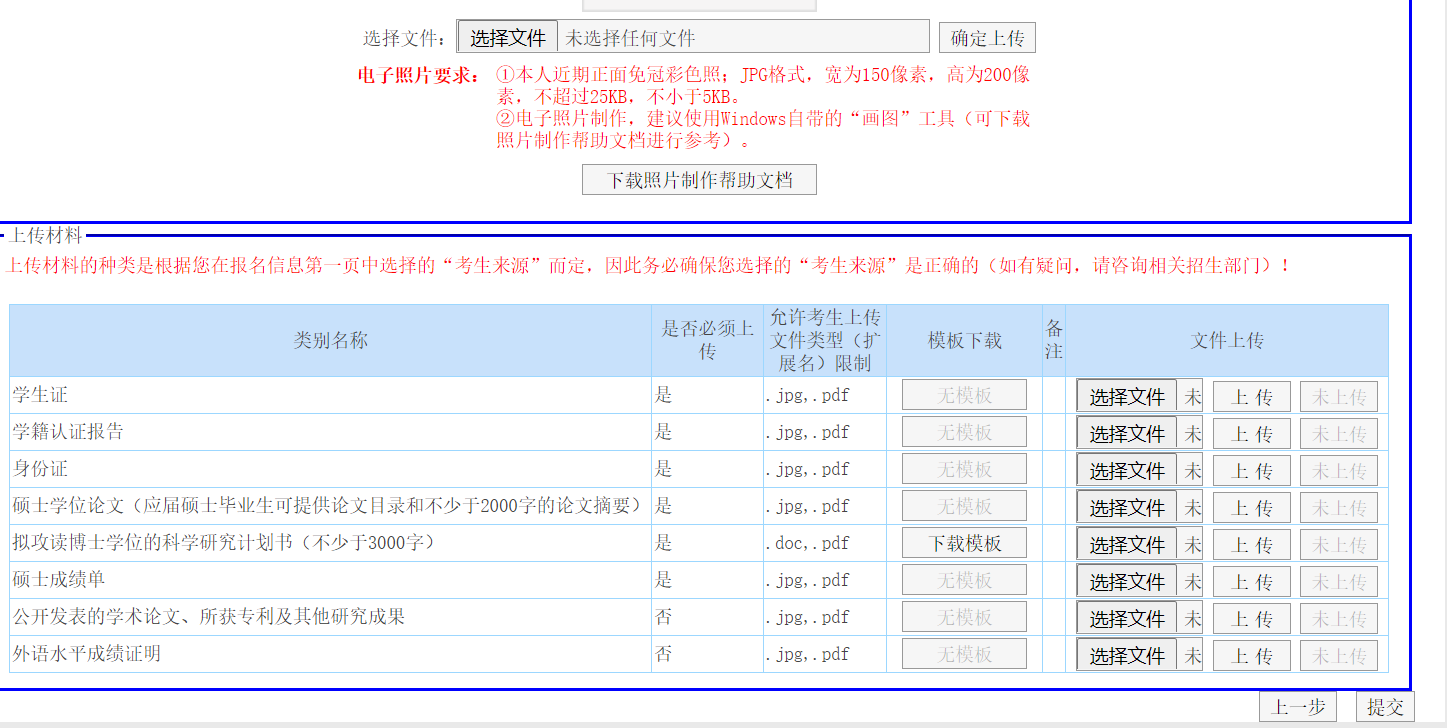 选择文件： 选择文件 未选择任何文件 确定上传
电子照片要求： ①本人近期正面免冠彩色照；JPG格式，宽为150像
素，不超过25KB，不小于5KB。
②电子照片制作，建议使用Windows自带的“画图”工具（可下载
照片制作帮助文档进行参考）。
下载照片制作帮助文档
上传材料
上传材料的种类是根据您在报名信息第一页中选择的“考生来源”而定，因此务必确保您选择的“考生来源”是正确的（如有疑问，请咨询相关招生部门）！
类别名称 是否必须上传 允许考生上传文件类型（扩展名）限制 模板下载 备注 文件上传
学生证 是 .jpg,.pdf 无模板 选择文件 未 上 传 未上传
学籍认证报告 是 .jpg,.pdf 无模板 选择文件 未 上 传 未上传
身份证 是 .jpg,.pdf 无模板 选择文件 未 上 传 未上传
硕士学位论文（应届硕士毕业生可提供论文目录和不少于2000字的论文摘要） 是 .jpg,.pdf 无模板 选择文件 未 上 传 未上传
拟攻读博士学位的科学研究计划书（不少于3000字） 是 .doc,.pdf 下载模板 选择文件 未 上 传 未上传
硕士成绩单 是 .jpg,.pdf 无模板 选择文件 未 上 传 未上传
公开发表的学术论文、所获专利及其他研究成果 否 .jpg,.pdf 无模板 选择文件 未 上 传 未上传
外语水平成绩证明 否 .jpg,.pdf 无模板 选择文件 未 上 传 未上传
上一步 提交